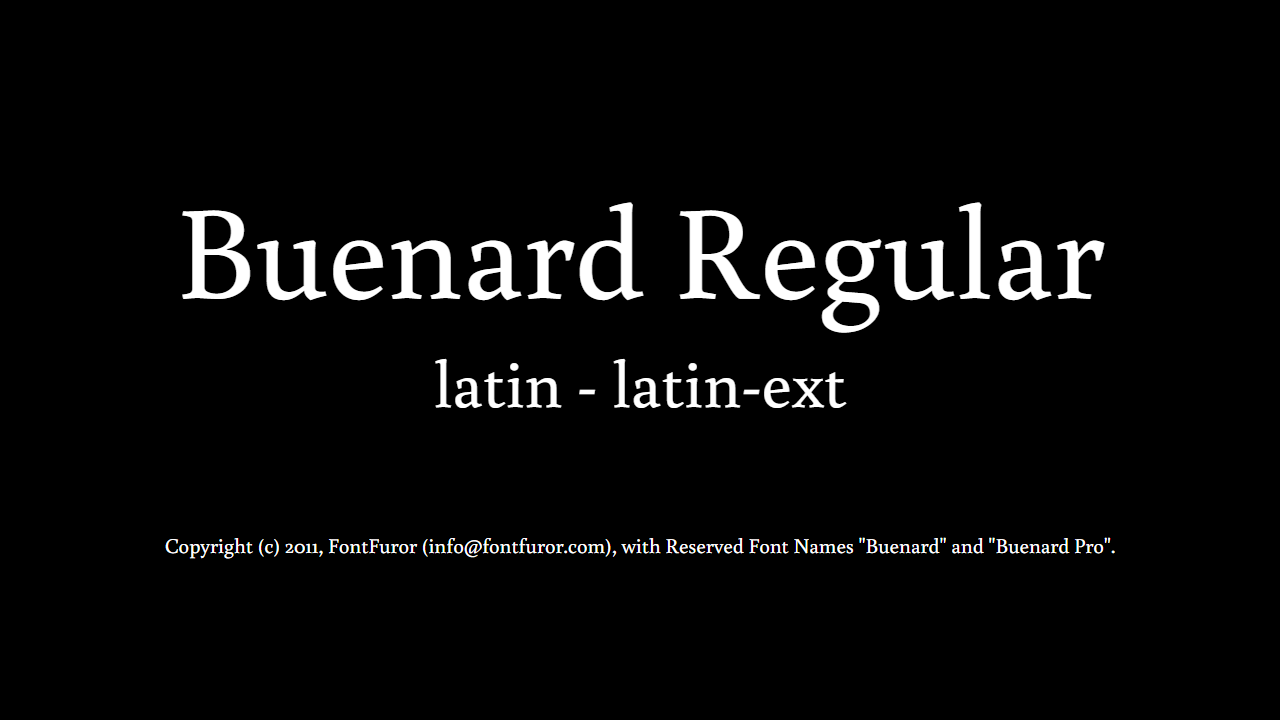 Buenard Regular
latin - latin-ext
Copyright (c) 2011, FontFuror (info@fontfuror.com), with Reserved Font Names "Buenard" and "Buenard Pro".